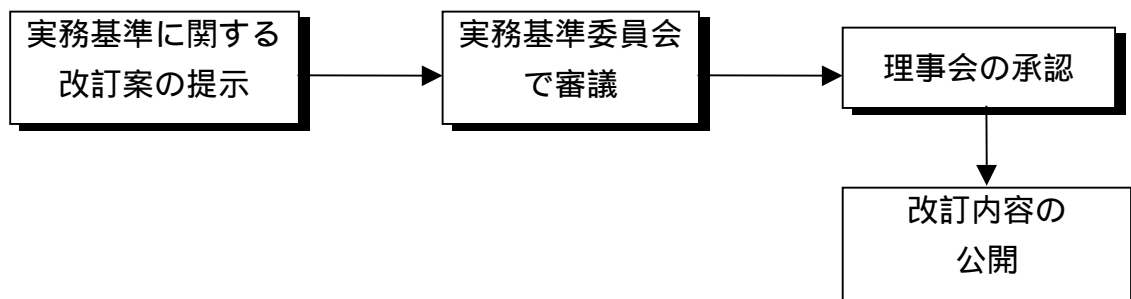 実務基準に関する
改訂案の提示
実務基準委員会
で審議
理事会の承認
改訂内容の
公開